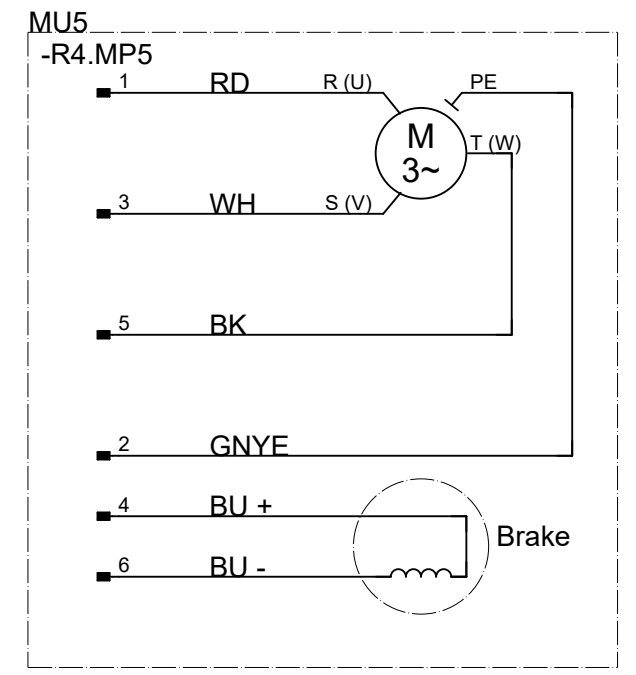 MU5
-R4.MP5
1 RD R (U) PE
M
3~
T (W)
3 WH S (V)
5 BK
2 GNYE
4 BU +
Brake
6 BU -